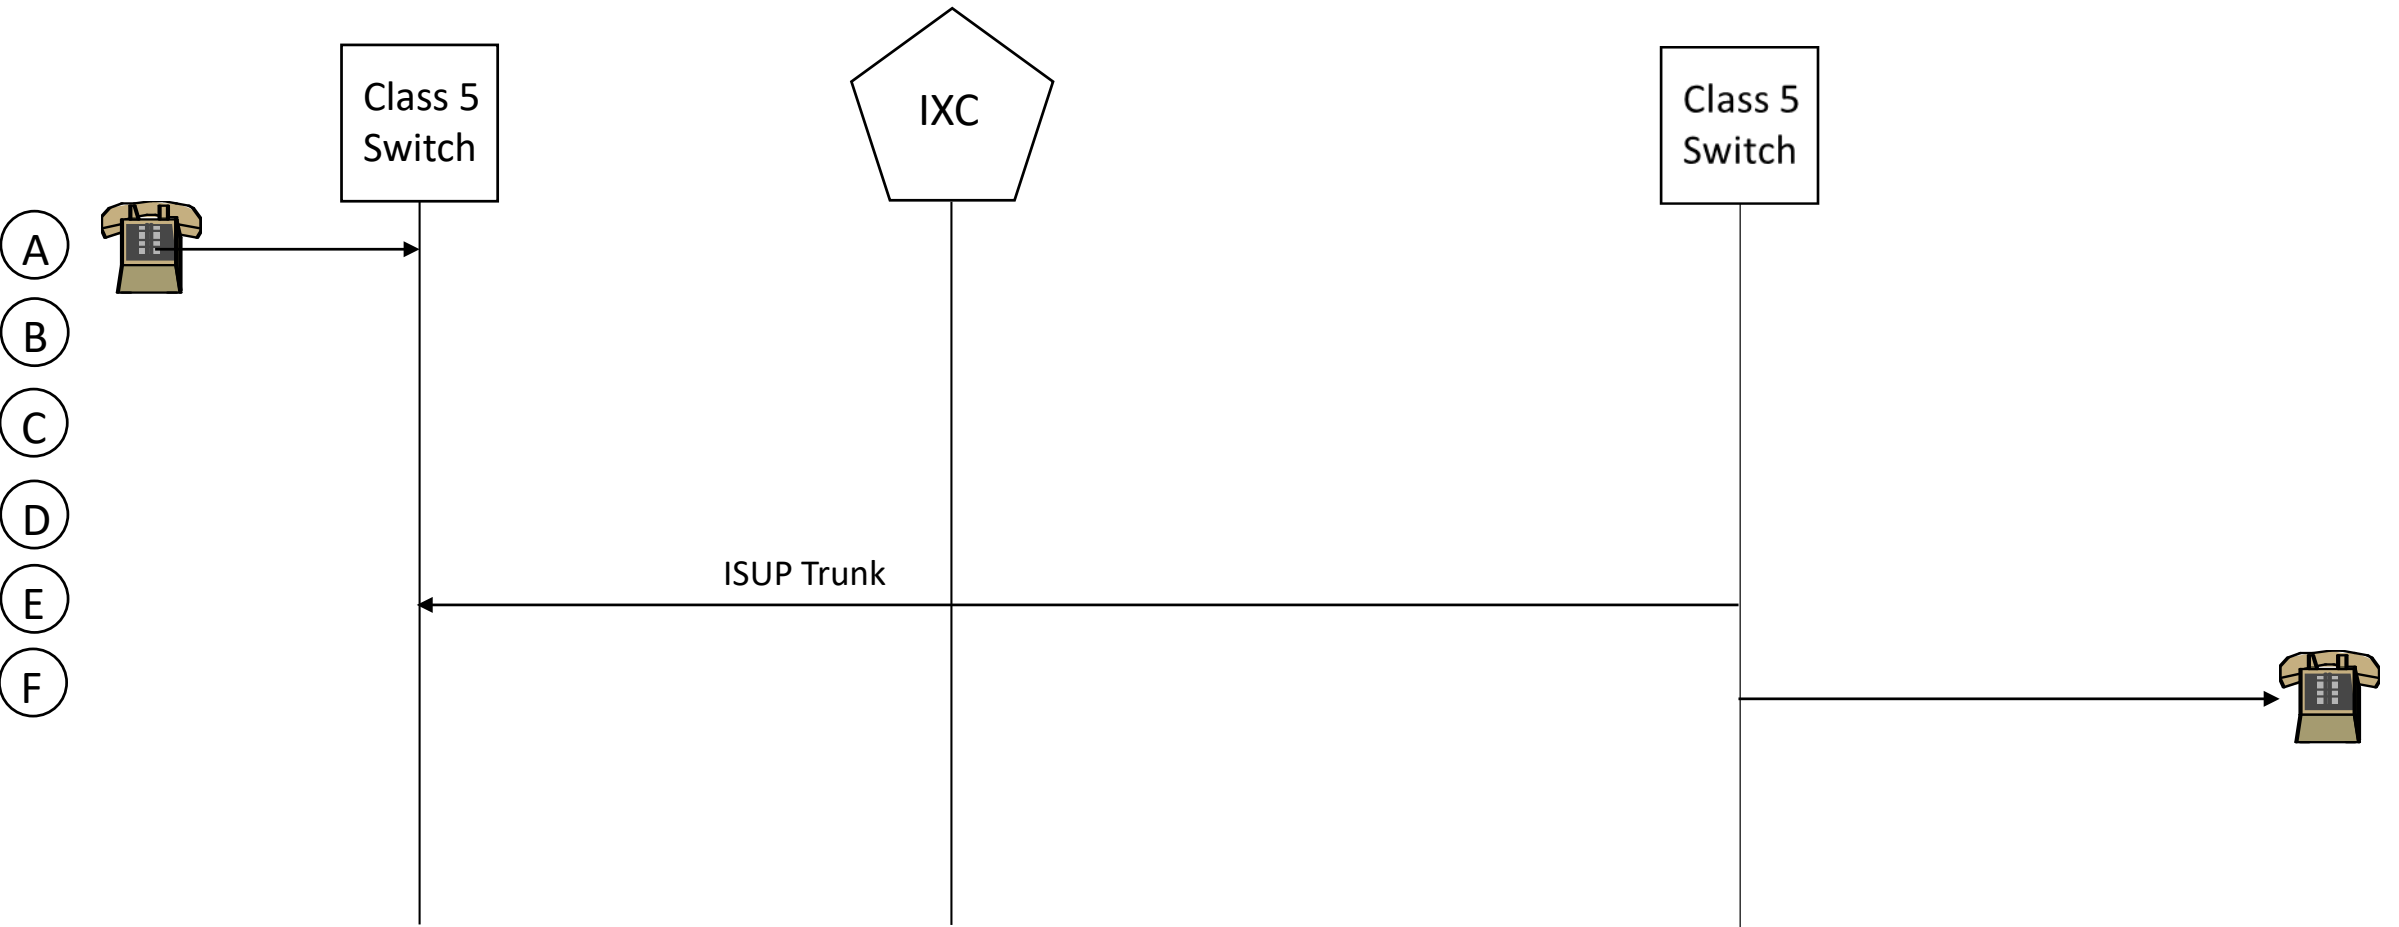 Class 5
Switch
IXC
Class 5
Switch
A
B
C
D
ISUP Trunk
E
F